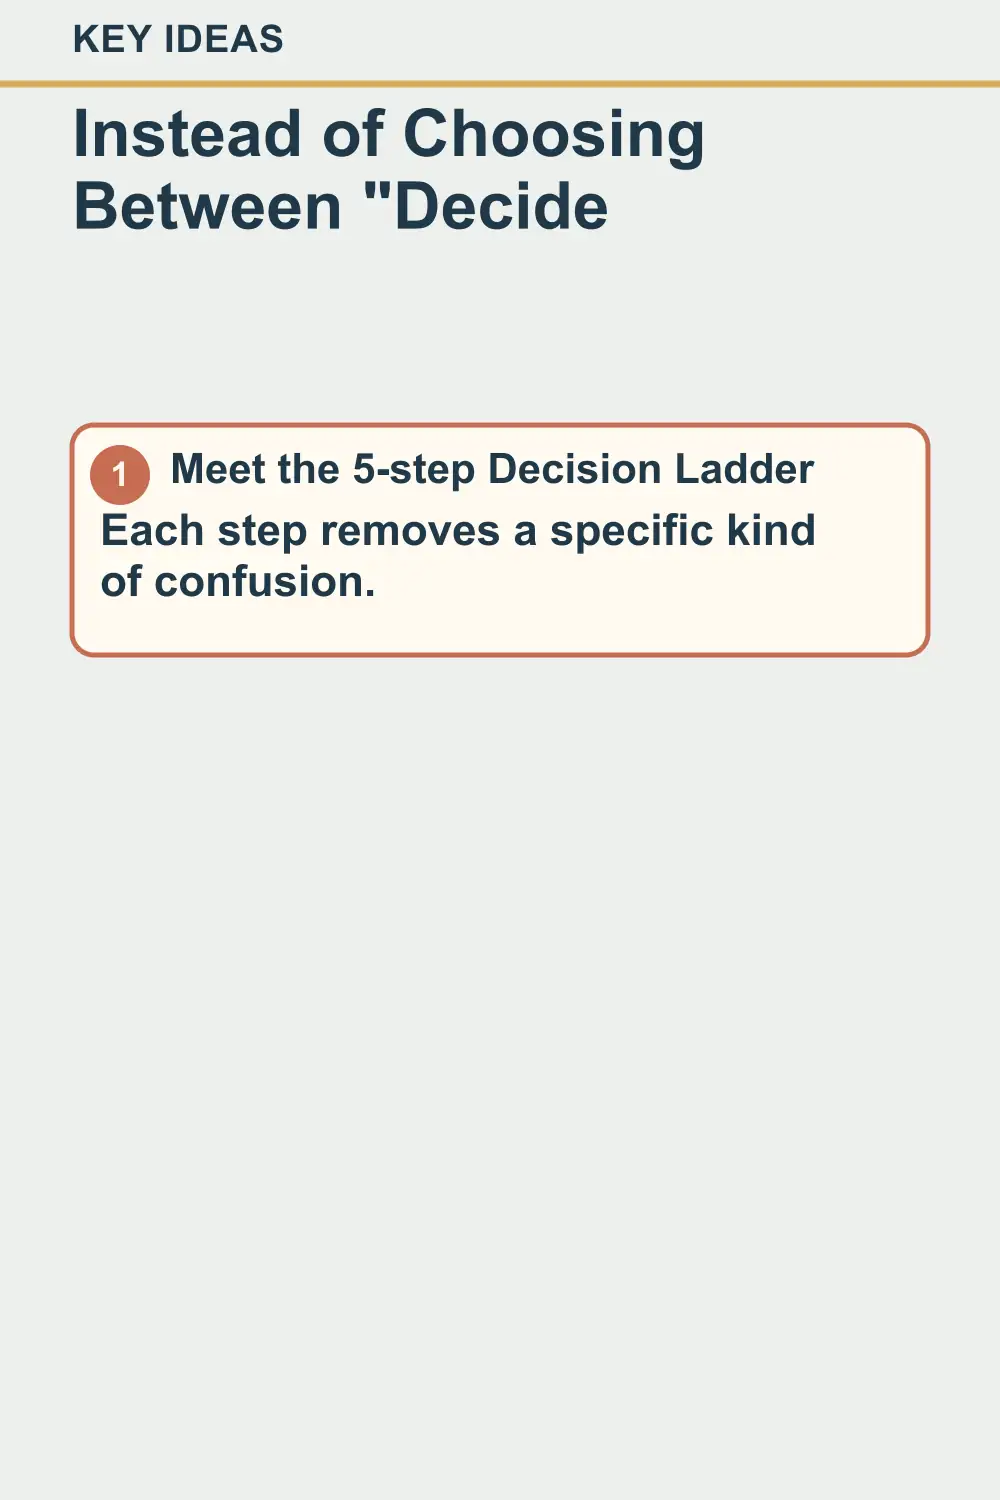 KEY IDEAS
Instead of Choosing
Between "Decide
1 Meet the 5-step Decision Ladder
Each step removes a specific kind
of confusion.